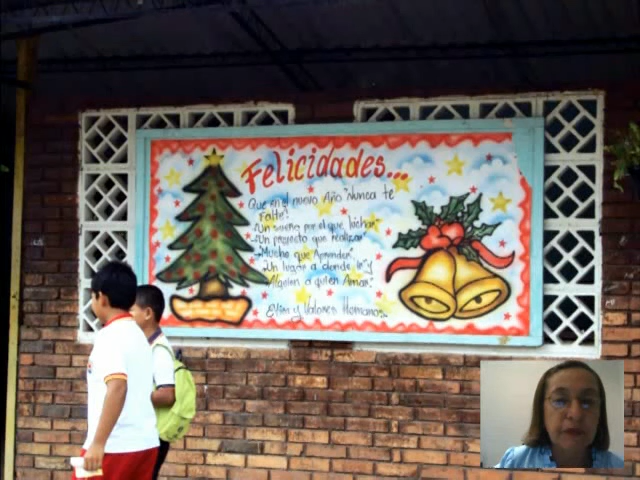 Felicidades...
Que en el nuevo Año "Nunca te
Falte":
"Un sueño por el que luchar"
"Un proyecto que realizar"
"Mucho que Aprender"
"Un lugar a donde ir" y
"Alguien a quien Amar."
Etica y Valores Humanos..